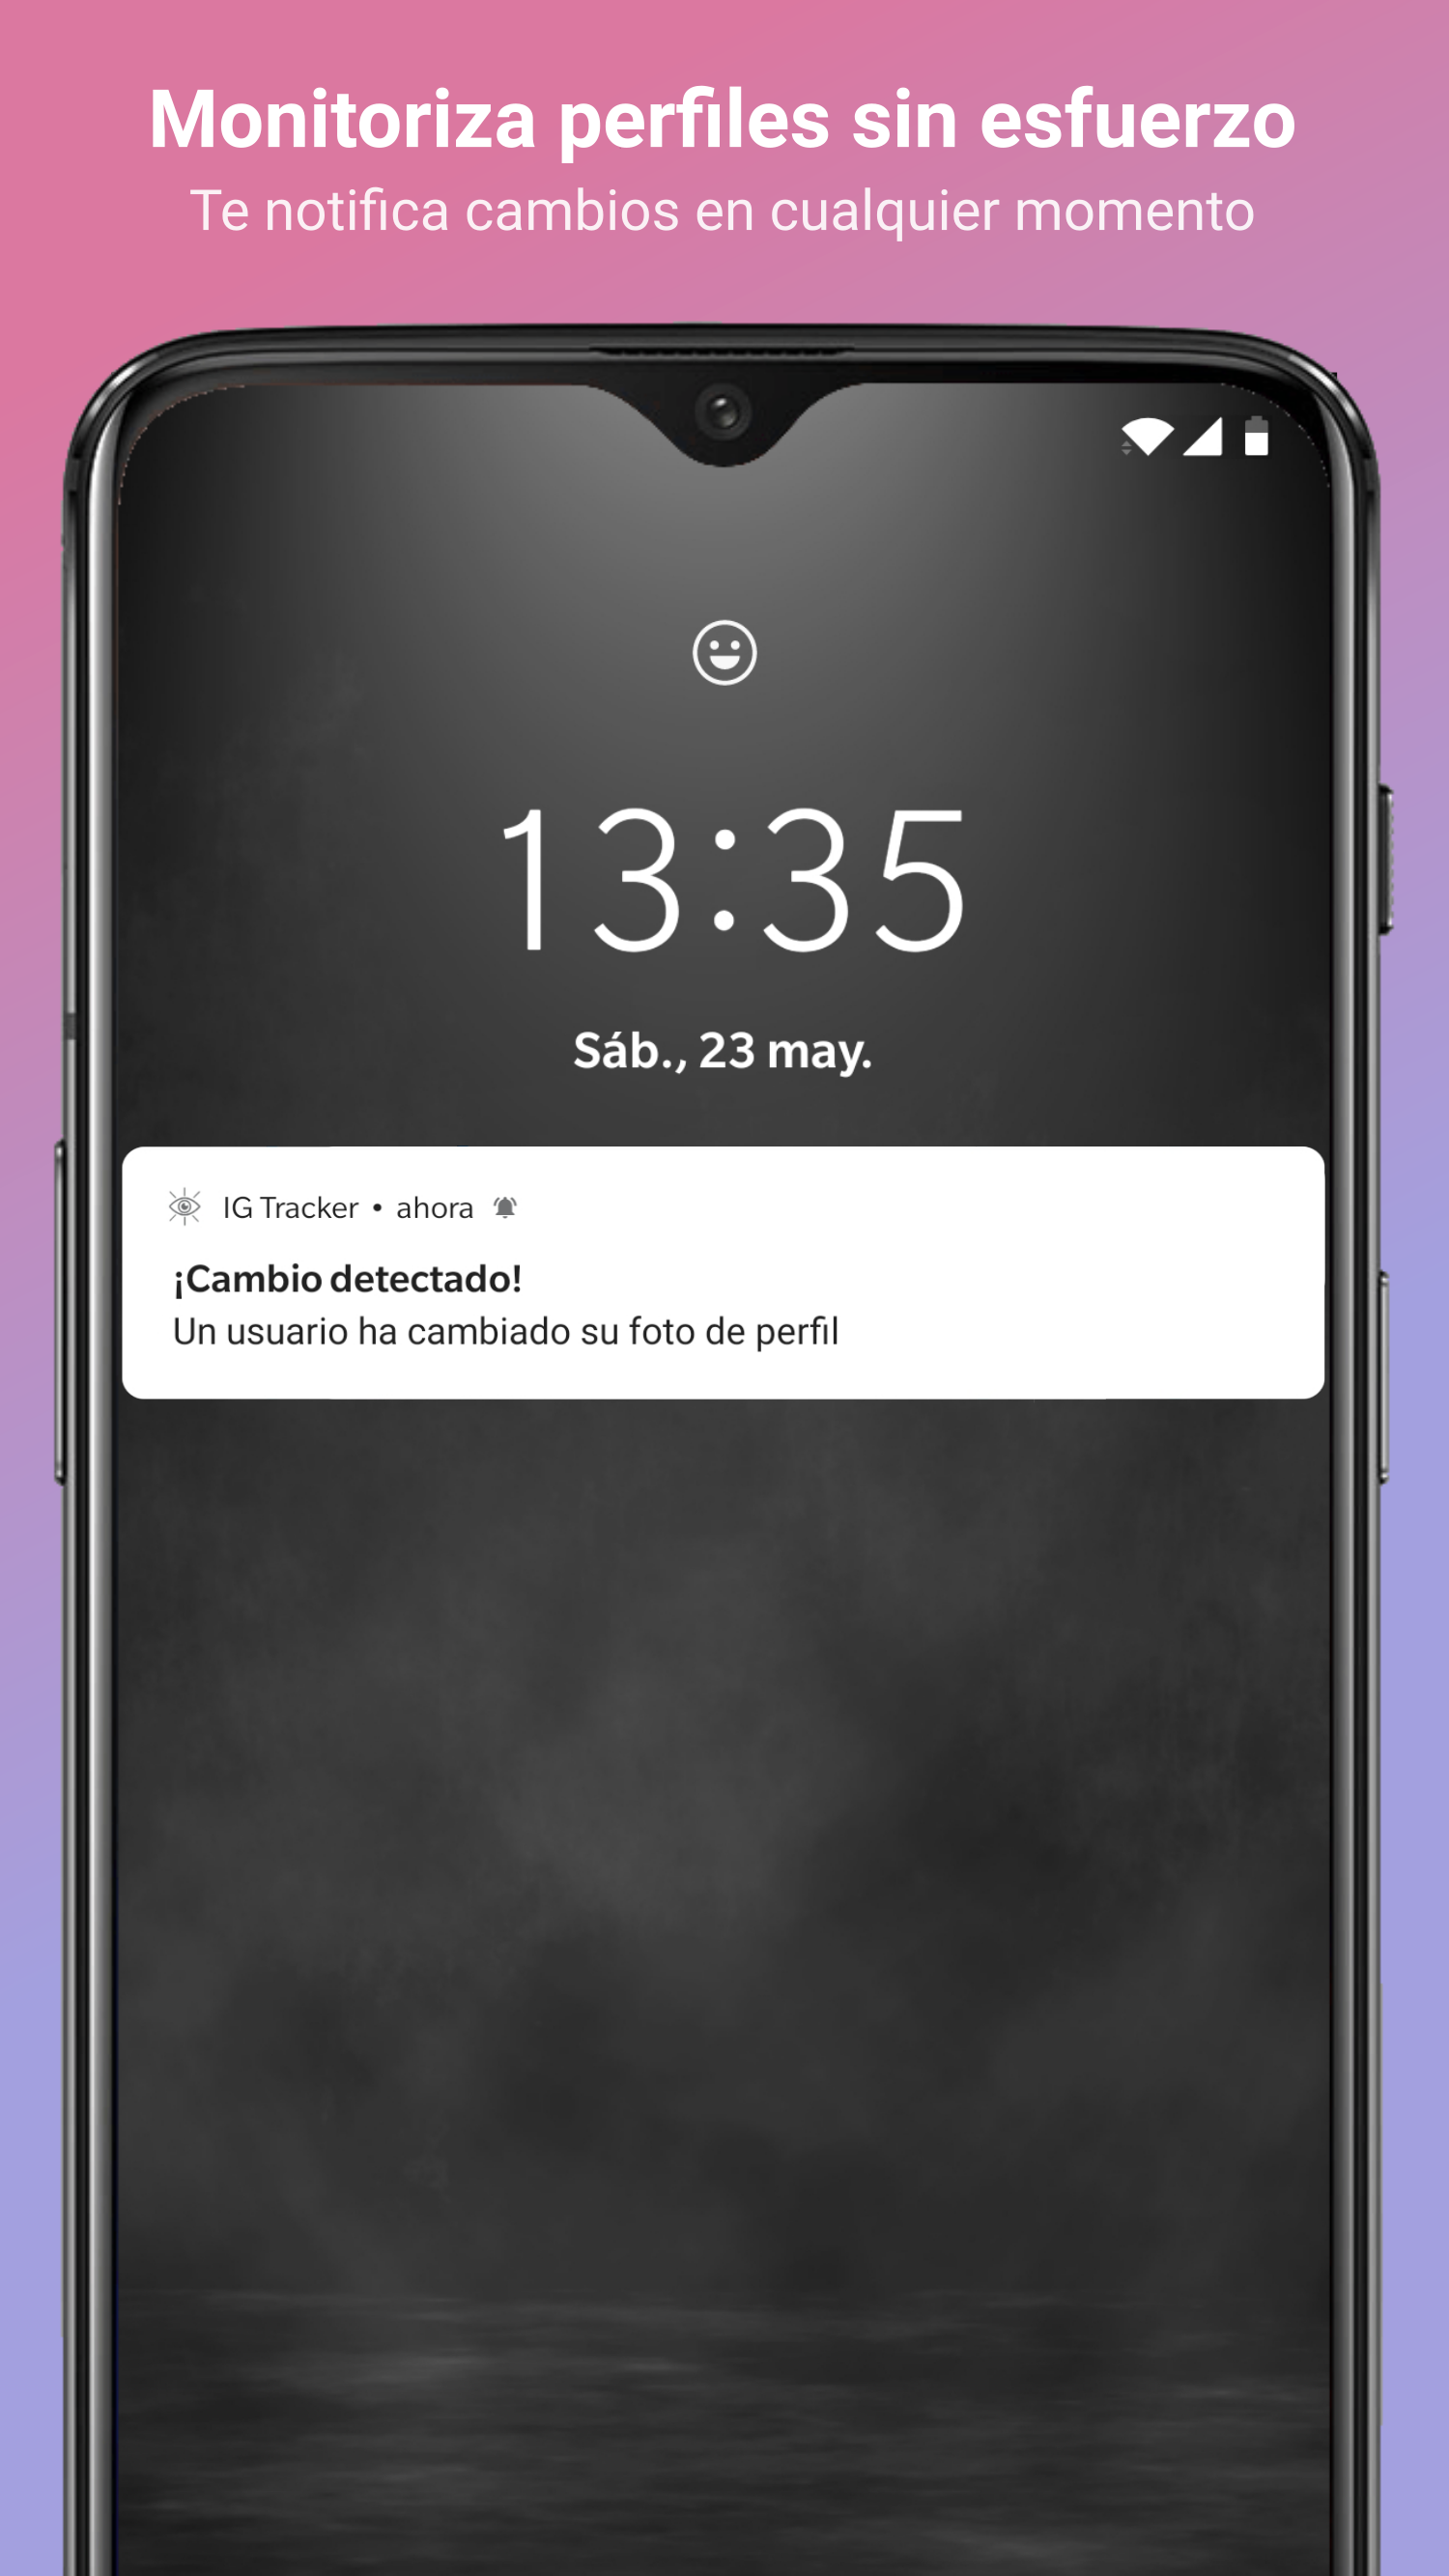 Monitoriza perfiles sin esfuerzo
Te notifica cambios en cualquier momento
13:35
Sáb., 23 may.
IG Tracker • ahora
¡Cambio detectado!
Un usuario ha cambiado su foto de perfil